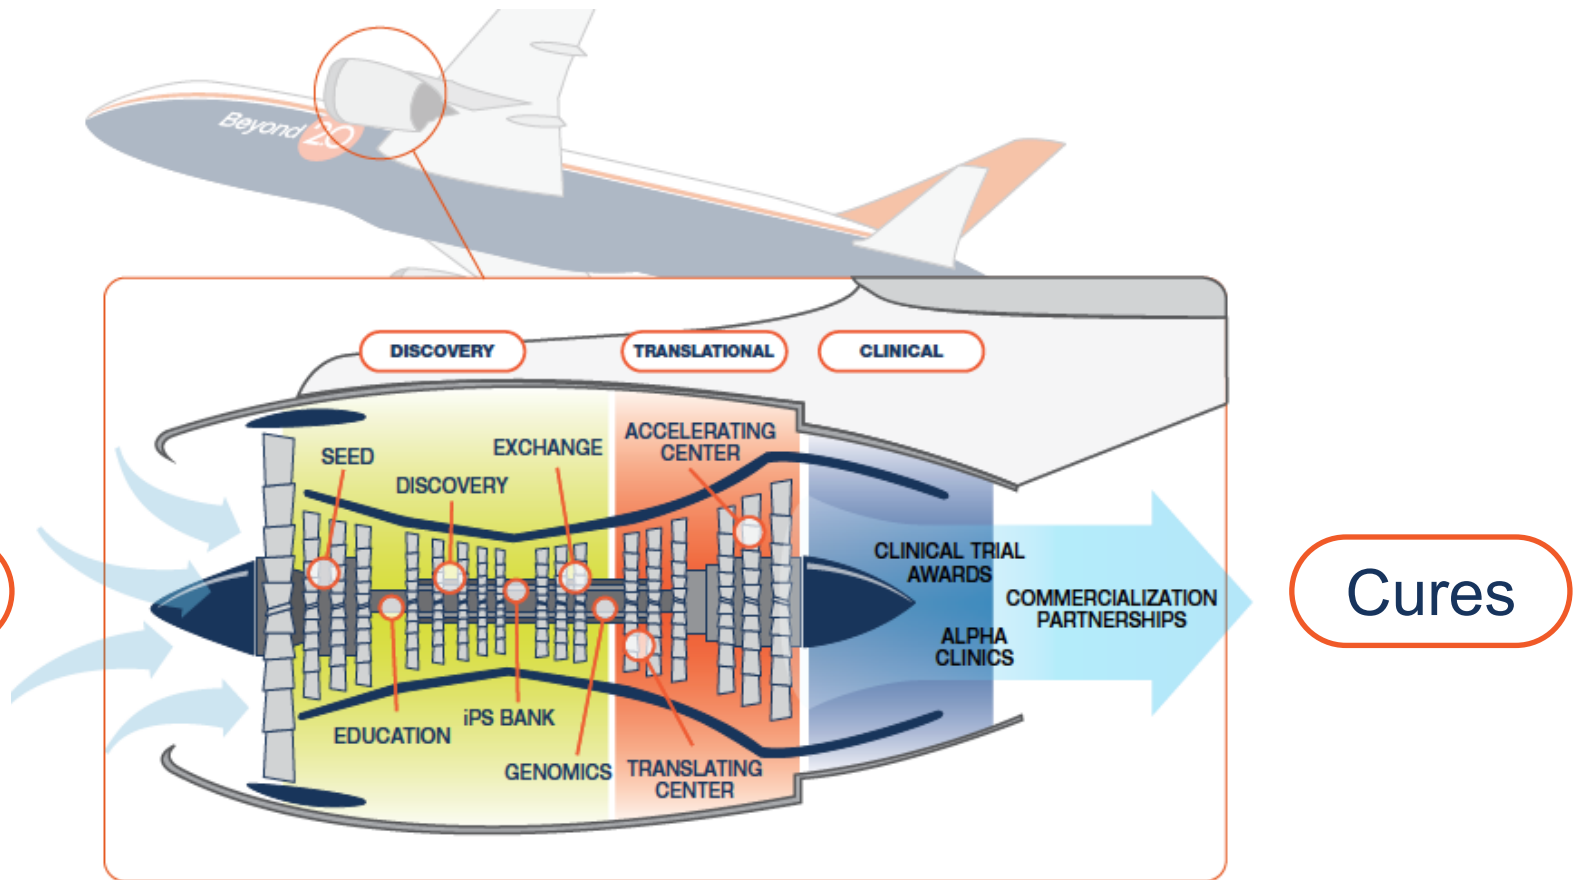 Beyond 20
DISCOVERY
TRANSLATIONAL
CLINICAL
SEED
DISCOVERY
EXCHANGE
ACCELERATING
CENTER
EDUCATION
iPS BANK
GENOMICS
TRANSLATING
CENTER
CLINICAL TRIAL
AWARDS
ALPHA
CLINICS
COMMERCIALIZATION
PARTNERSHIPS
Cures